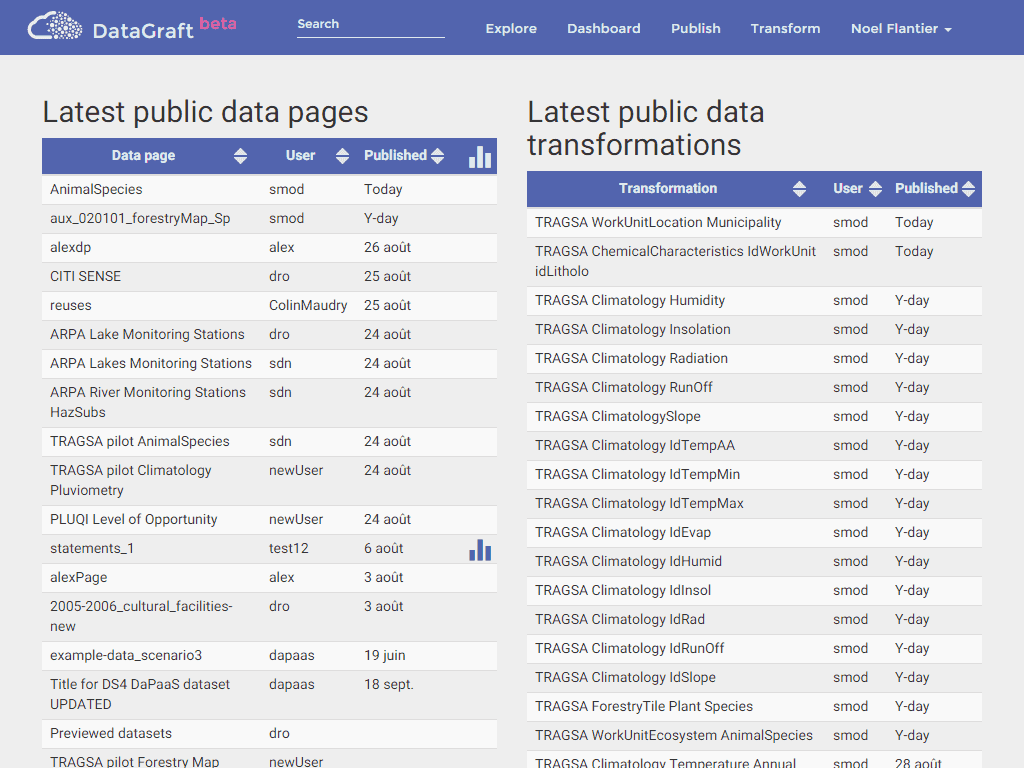 DataGraft beta
Search
Explore Dashboard Publish Transform Noel Flantier
Latest public data pages
Data page User Published
AnimalSpecies smod Today
aux_020101_forestryMap_Sp smod Y-day
alexdp alex 26 août
CITI SENSE dro 25 août
reuses ColinMaudry 25 août
ARPA Lake Monitoring Stations dro 24 août
ARPA Lakes Monitoring Stations sdn 24 août
ARPA River Monitoring Stations sdn 24 août
HazSubs
TRAGSA pilot AnimalSpecies sdn 24 août
TRAGSA pilot Climatology newUser 24 août
Pluviometry
PLUQI Level of Opportunity newUser 24 août
statements_1 test12 6 août
alexPage alex 3 août
2005-2006_cultural_facilities- dro 3 août
new
example-data_scenario3 dapaas 19 juin
Title for DS4 DaPaaS dataset dapaas 18 sept.
UPDATED
Previewed datasets dro
TRAGSA pilot Forestry Map newUser
Latest public data
transformations
Transformation User Published
TRAGSA WorkUnitLocation Municipality smod Today
TRAGSA ChemicalCharacteristics IdWorkUnit smod Today
idLitholo
TRAGSA Climatology Humidity smod Y-day
TRAGSA Climatology Insolation smod Y-day
TRAGSA Climatology Radiation smod Y-day
TRAGSA Climatology RunOff smod Y-day
TRAGSA ClimatologySlope smod Y-day
TRAGSA Climatology IdTempAA smod Y-day
TRAGSA Climatology IdTempMin smod Y-day
TRAGSA Climatology IdTempMax smod Y-day
TRAGSA Climatology IdEvap smod Y-day
TRAGSA Climatology IdHumid smod Y-day
TRAGSA Climatology IdInsol smod Y-day
TRAGSA Climatology IdRad smod Y-day
TRAGSA Climatology IdRunOff smod Y-day
TRAGSA Climatology IdSlope smod Y-day
TRAGSA ForestryTile Plant Species smod Y-day
TRAGSA WorkUnitEcosystem AnimalSpecies smod Y-day
TRAGSA Climatology Temperature Annual smod 28 août